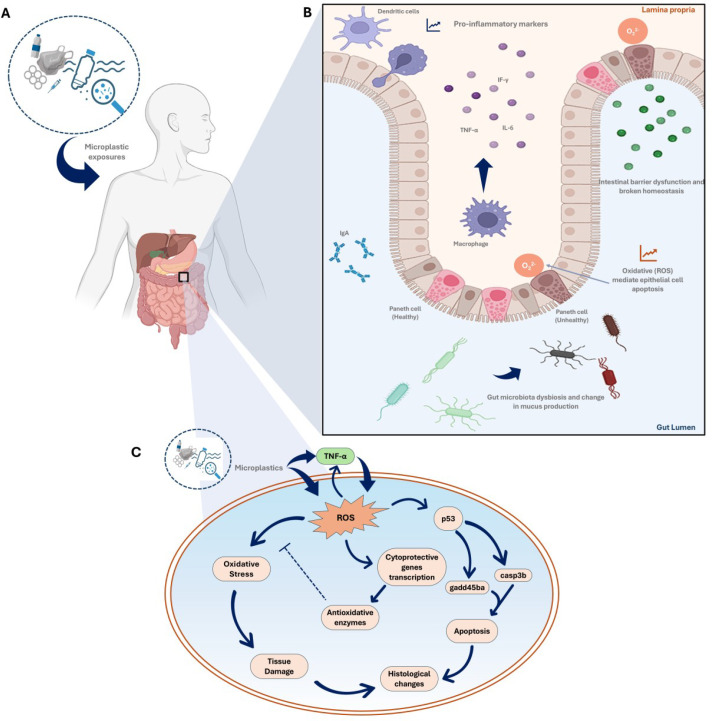 A
Microplastic
exposures
B
Dendritic cells
Pro-inflammatory markers
Lamina propria
O₂²⁻
IF-γ
TNF-α
IL-6
Intestinal barrier dysfunction and
broken homeostasis
IgA
Macrophage
O₂²⁻
Oxidative (ROS)
mediate epithelial cell
apoptosis
Paneth cell
(Healthy)
Paneth cell
(Unhealthy)
Gut microbiota dysbiosis and change
in mucus production
Gut Lumen
C
Microplastics
TNF-α
ROS
p53
Oxidative
Stress
Cytoprotective
genes
transcription
casp3b
gadd45ba
Antioxidative
enzymes
Apoptosis
Tissue
Damage
Histological
changes